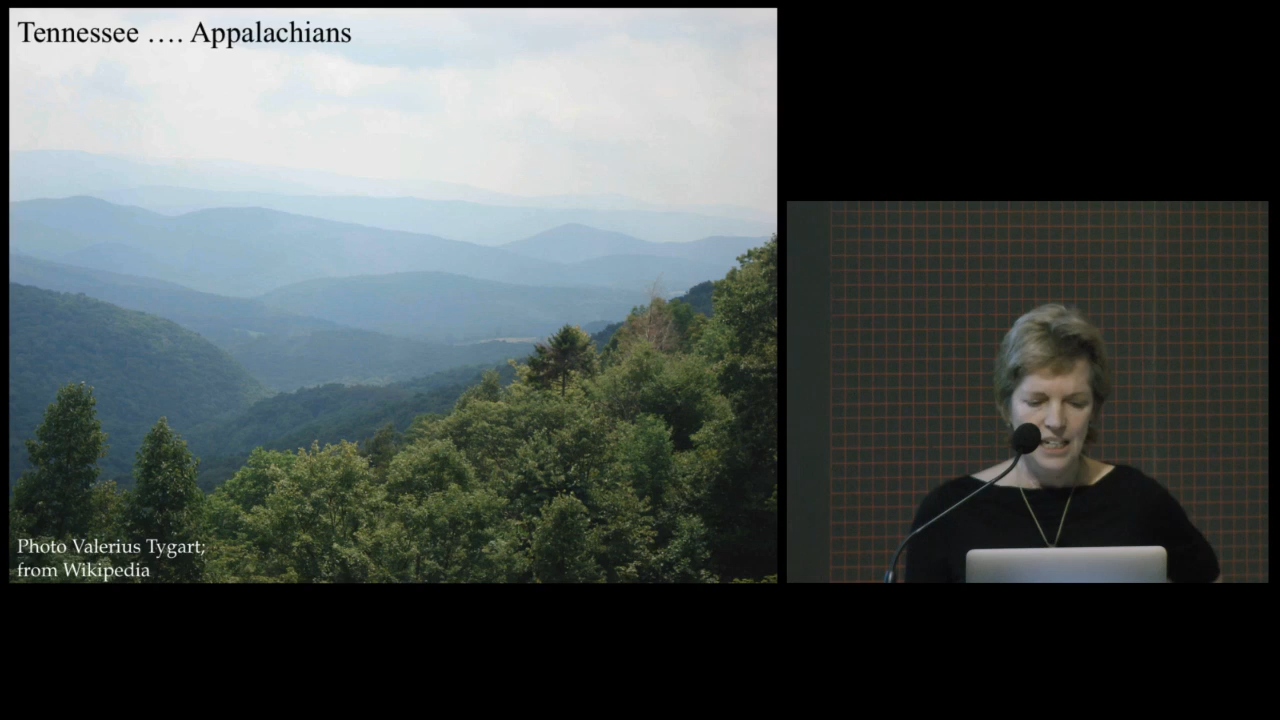 Tennessee …. Appalachians
Photo Valerius Tygart;
from Wikipedia